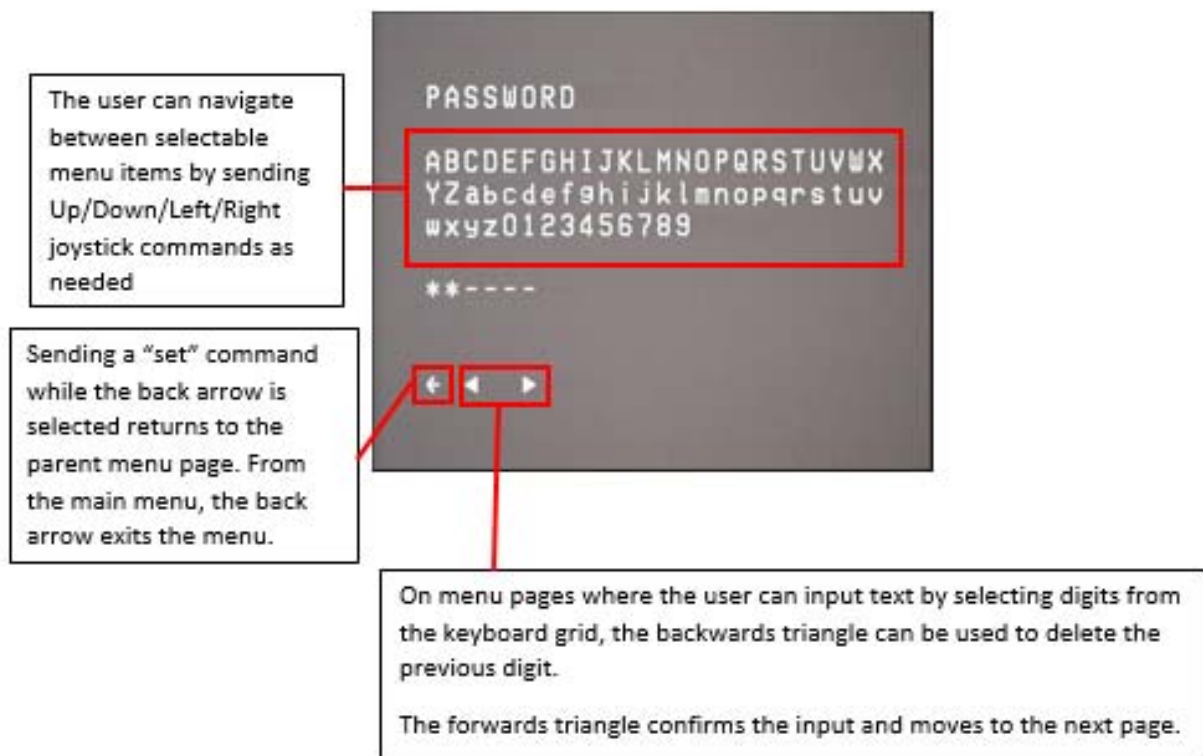 The user can navigate
between selectable
menu items by sending
Up/Down/Left/Right
joystick commands as
needed
PASSWORD
ABCDEFGHIJKLMNOPQRSTUVWX
YZabcdefghijklmnopqrstuv
wxyz0123456789
**----
Sending a “set” command
while the back arrow is
selected returns to the
parent menu page. From
the main menu, the back
arrow exits the menu.
On menu pages where the user can input text by selecting digits from
the keyboard grid, the backwards triangle can be used to delete the
previous digit.
The forwards triangle confirms the input and moves to the next page.